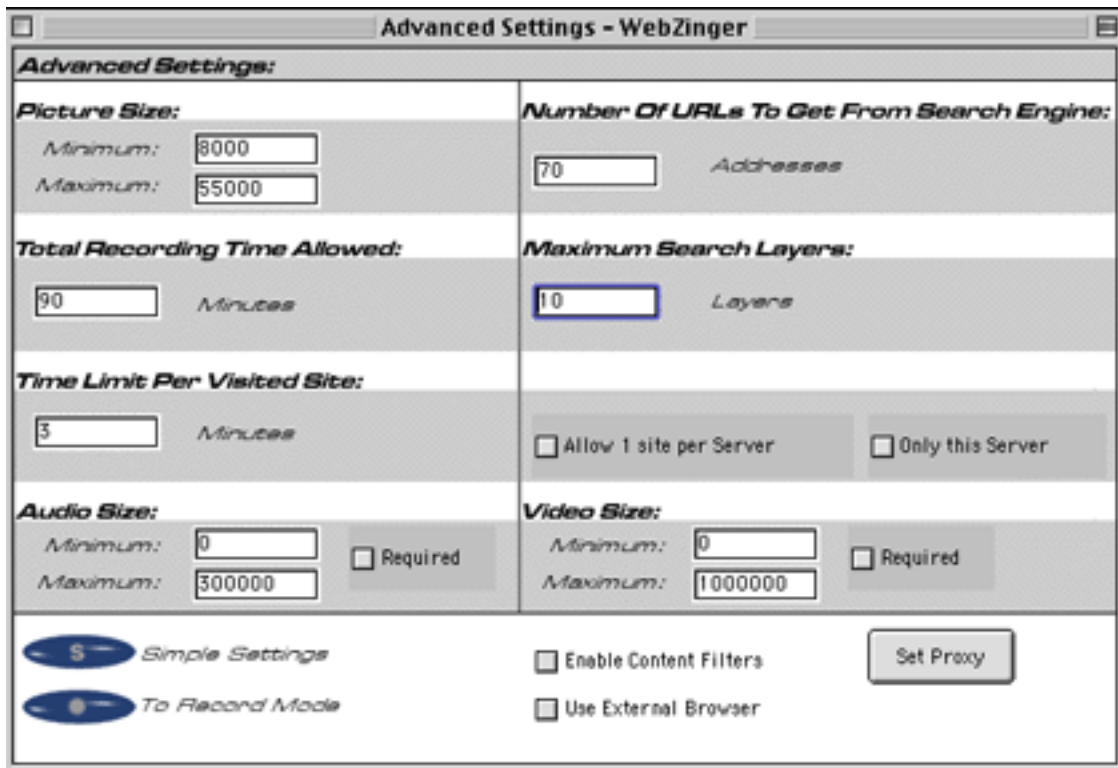 Advanced Settings - WebZinger
Advanced Settings:
Picture Size:
Minimum: 8000
Maximum: 55000
Number Of URLs To Get From Search Engine:
70 Addresses
Total Recording Time Allowed:
90 Minutes
Maximum Search Layers:
10 Layers
Time Limit Per Visited Site:
3 Minutes
Allow 1 site per Server
Only this Server
Audio Size:
Minimum: 0
Maximum: 300000
Required
Video Size:
Minimum: 0
Maximum: 1000000
Required
S Simple Settings
To Record Mode
Enable Content Filters
Use External Browser
Set Proxy